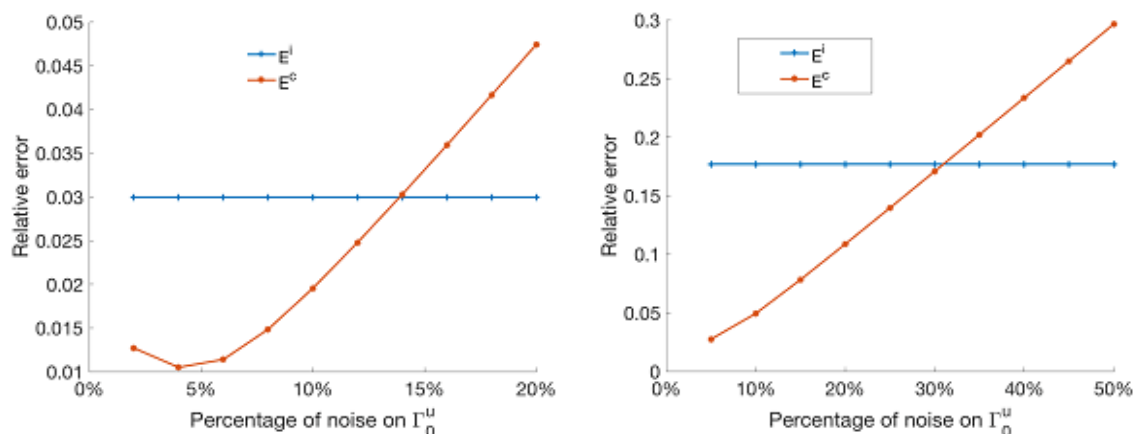 0.05
0.045
0.04
0.035
0.03
0.025
0.02
0.015
0.01
Relative error
E^i
E^c
0% 5% 10% 15% 20%
Percentage of noise on Γ_n^u
0.3
0.25
0.2
0.15
0.1
0.05
0
Relative error
E^i
E^c
0% 10% 20% 30% 40% 50%
Percentage of noise on Γ_n^u